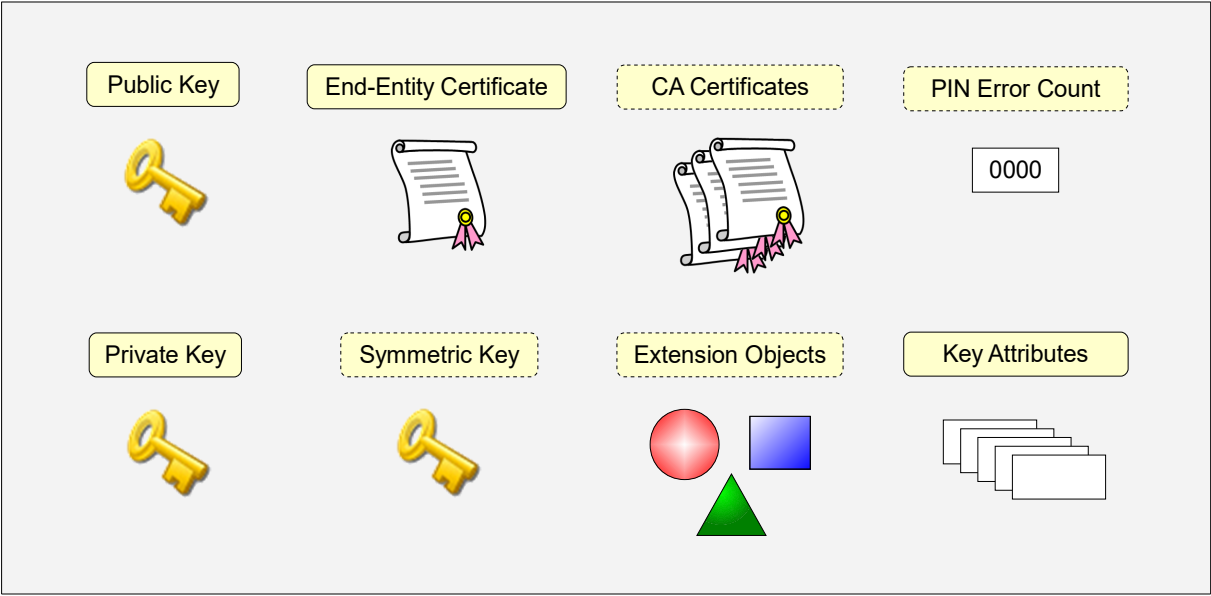 Public Key
End-Entity Certificate
CA Certificates
PIN Error Count
0000
Private Key
Symmetric Key
Extension Objects
Key Attributes